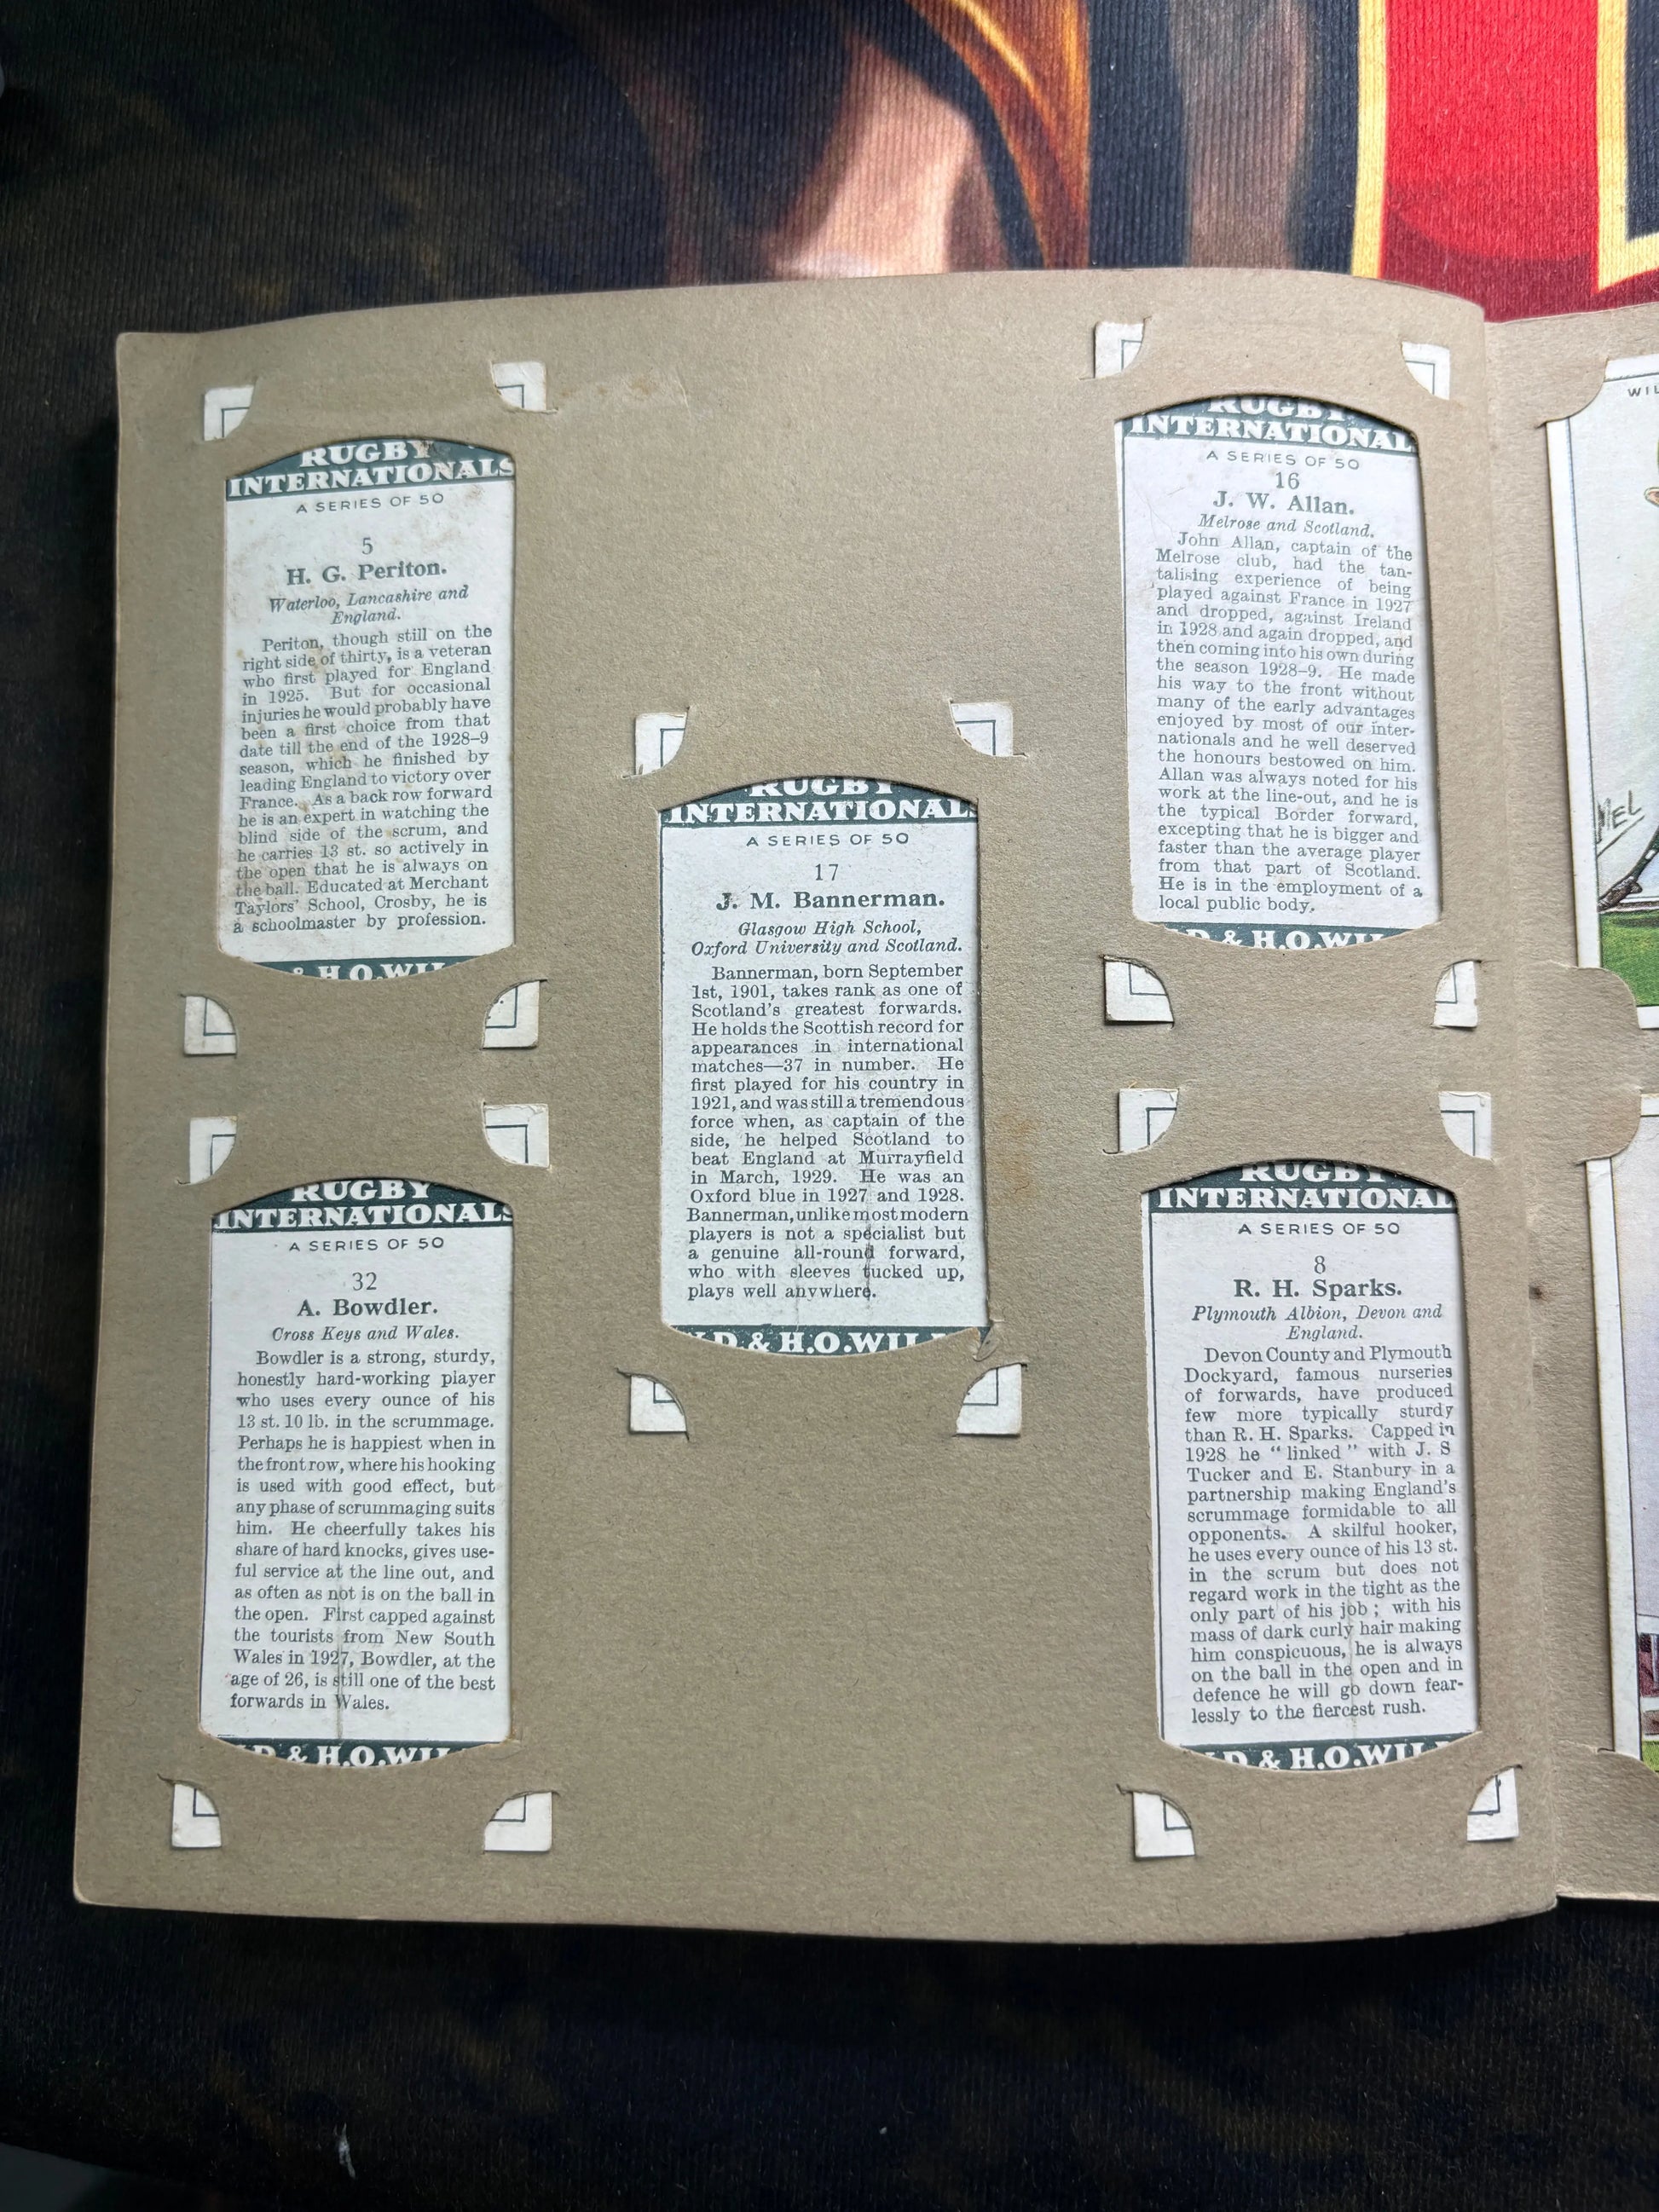 RUGBY
INTERNATIONALS
A SERIES OF 50
5
H. G. Periton.
Waterloo, Lancashire and
England.
Periton, though still on the
right side of thirty, is a veteran
who first played for England
in 1925. But for occasional
injuries he would probably have
been a first choice from that
date till the end of the 1928–9
season, which he finished by
leading England to victory over
France. As a back row forward
he is an expert in watching the
blind side of the scrum, and
he carries 13 st. so actively in
the open that he is always on
the ball. Educated at Merchant
Taylors' School, Crosby, he is
a schoolmaster by profession.
& H.O.WIL
RUGBY
INTERNATIONALS
A SERIES OF 50
32
A. Bowdler.
Cross Keys and Wales.
Bowdler is a strong, sturdy,
honestly hard-working player
who uses every ounce of his
13 st. 10 lb. in the scrummage.
Perhaps he is happiest when in
the front row, where his hooking
is used with good effect, but
any phase of scrummaging suits
him. He cheerfully takes his
share of hard knocks, gives use-
ful service at the line out, and
as often as not is on the ball in
the open. First capped against
the tourists from New South
Wales in 1927, Bowdler, at the
age of 26, is still one of the best
forwards in Wales.
D & H.O.WIL
RUGBY
INTERNATIONALS
A SERIES OF 50
17
J. M. Bannerman.
Glasgow High School,
Oxford University and Scotland.
Bannerman, born September
1st, 1901, takes rank as one of
Scotland's greatest forwards.
He holds the Scottish record for
appearances in international
matches—37 in number. He
first played for his country in
1921, and was still a tremendous
force when, as captain of the
side, he helped Scotland to
beat England at Murrayfield
in March, 1929. He was an
Oxford blue in 1927 and 1928.
Bannerman, unlike most modern
players is not a specialist but
a genuine all-round forward,
who with sleeves tucked up,
plays well anywhere.
D & H.O.WILL
RUGBY
INTERNATIONAL
A SERIES OF 50
16
J. W. Allan.
Melrose and Scotland.
John Allan, captain of the
Melrose club, had the tan-
talising experience of being
played against France in 1927
and dropped, against Ireland
in 1928 and again dropped, and
then coming into his own during
the season 1928–9. He made
his way to the front without
many of the early advantages
enjoyed by most of our inter-
nationals and he well deserved
the honours bestowed on him.
Allan was always noted for his
work at the line-out, and he is
the typical Border forward,
excepting that he is bigger and
faster than the average player
from that part of Scotland.
He is in the employment of a
local public body.
D & H.O.WIL
RUGBY
INTERNATIONAL
A SERIES OF 50
8
R. H. Sparks.
Plymouth Albion, Devon and
England.
Devon County and Plymouth
Dockyard, famous nurseries
of forwards, have produced
few more typically sturdy
than R. H. Sparks. Capped in
1928 he “ linked ” with J. S
Tucker and E. Stanbury in a
partnership making England's
scrummage formidable to all
opponents. A skilful hooker,
he uses every ounce of his 13 st.
in the scrum but does not
regard work in the tight as the
only part of his job ; with his
mass of dark curly hair making
him conspicuous, he is always
on the ball in the open and in
defence he will go down fear-
lessly to the fiercest rush.
D & H.O.WILL
WIL
MEL